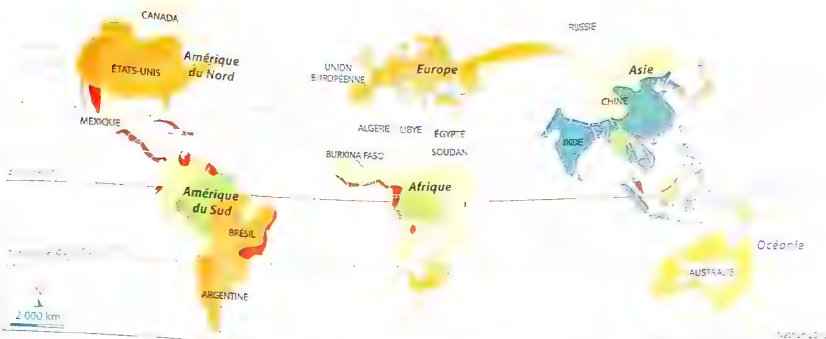 CANADA
RUSSIE
Amérique
du Nord
ÉTATS-UNIS
UNION
EUROPÉENNE
Europe
Asie
CHINE
MEXIQUE
ALGÉRIE LIBYE ÉGYPTE
INDE
BURKINA FASO
SOUDAN
Afrique
Amérique
du Sud
BRÉSIL
Océanie
AUSTRALIE
ARGENTINE
2 000 km